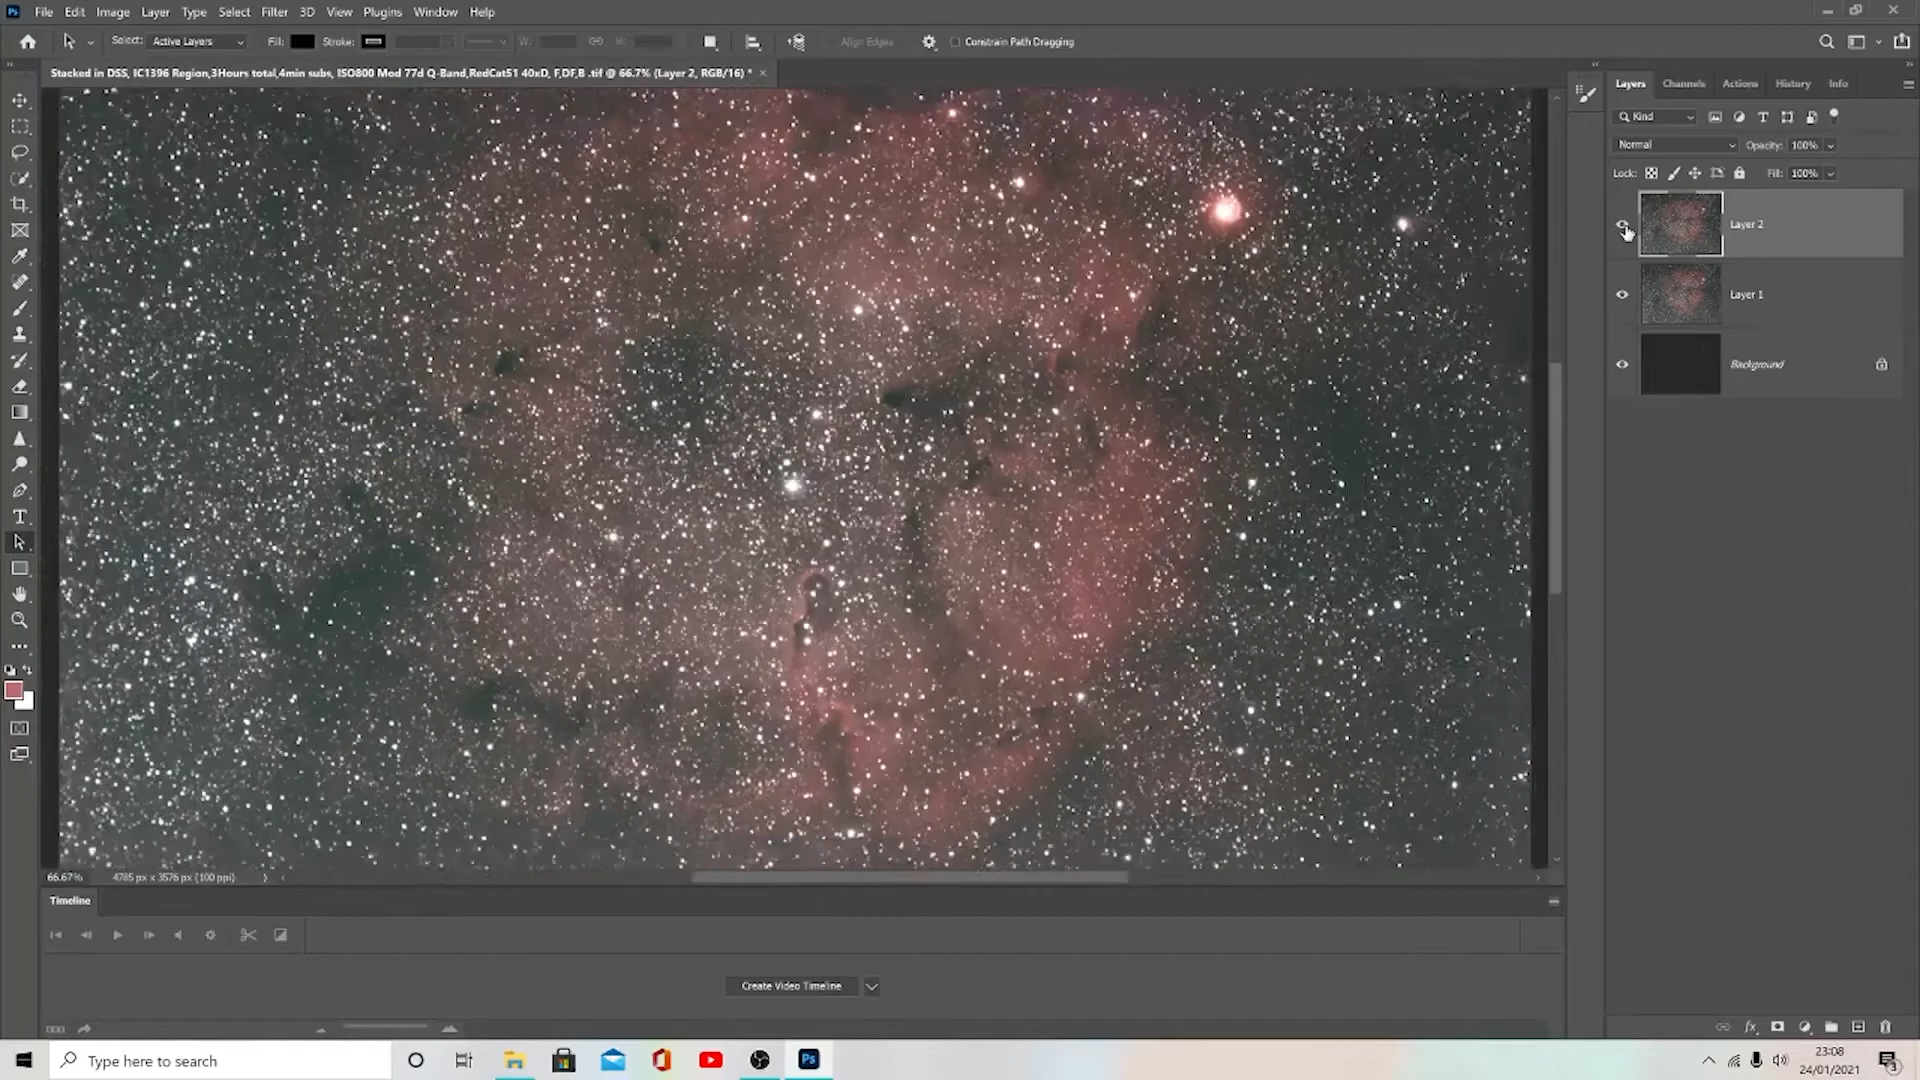 Ps File Edit Image Layer Type Select Filter 3D View Plugins Window Help
Select: Active Layers Fill: Stroke: W: H: Align Edges Constrain Path Dragging
Stacked in DSS, IC1396 Region,3Hours total,4min subs, ISO800 Mod 77d Q-Band,RedCat51 40xD, F,DF,B .tif @ 66.7% (Layer 2, RGB/16) *
Layers Channels Actions History Info
Kind
Normal Opacity: 100%
Lock: Fill: 100%
Layer 2
Layer 1
Background
66.67% 4785 px x 3576 px (100 ppi)
Timeline
Create Video Timeline
Type here to search
Ps
23:08
24/01/2021
3